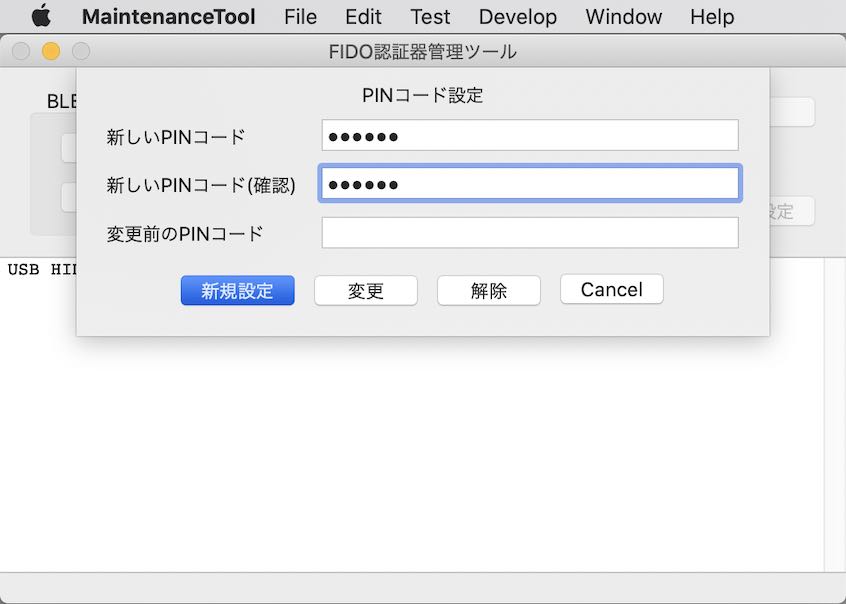 MaintenanceTool File Edit Test Develop Window Help
FIDO認証器管理ツール
BLE
PINコード設定
新しいPINコード ●●●●●●
新しいPINコード(確認) ●●●●●●
変更前のPINコード
設定
新規設定 変更 解除 Cancel
USB HID